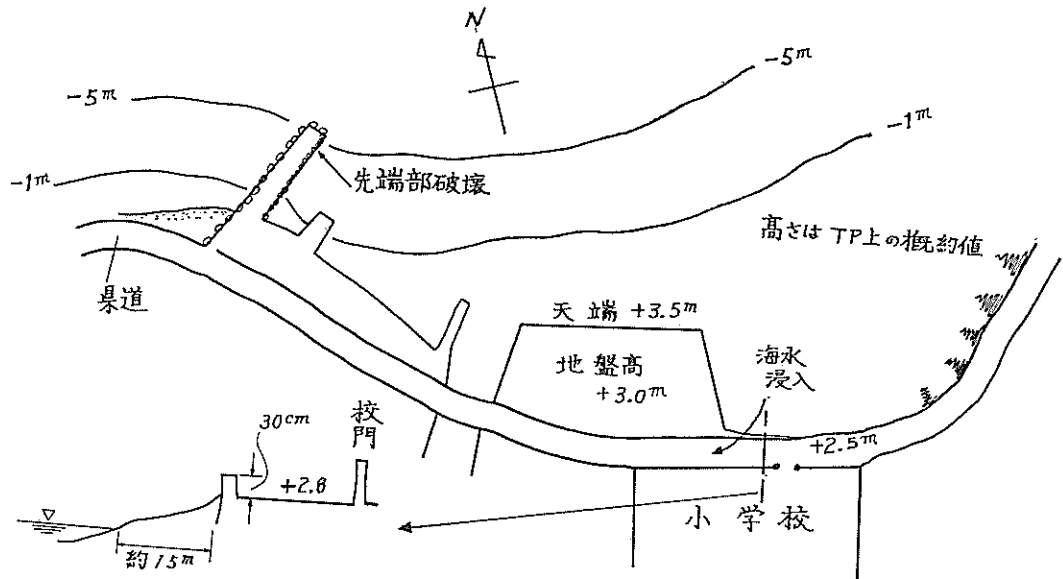 N
-5m
-5m
-1m
-1m
先端部破壊
高さは TP上の概約値
県道
天端 +3.5m
地盤高
+3.0m
海水
浸入
+2.5m
校門
30cm
+2.8
約15m
小学校